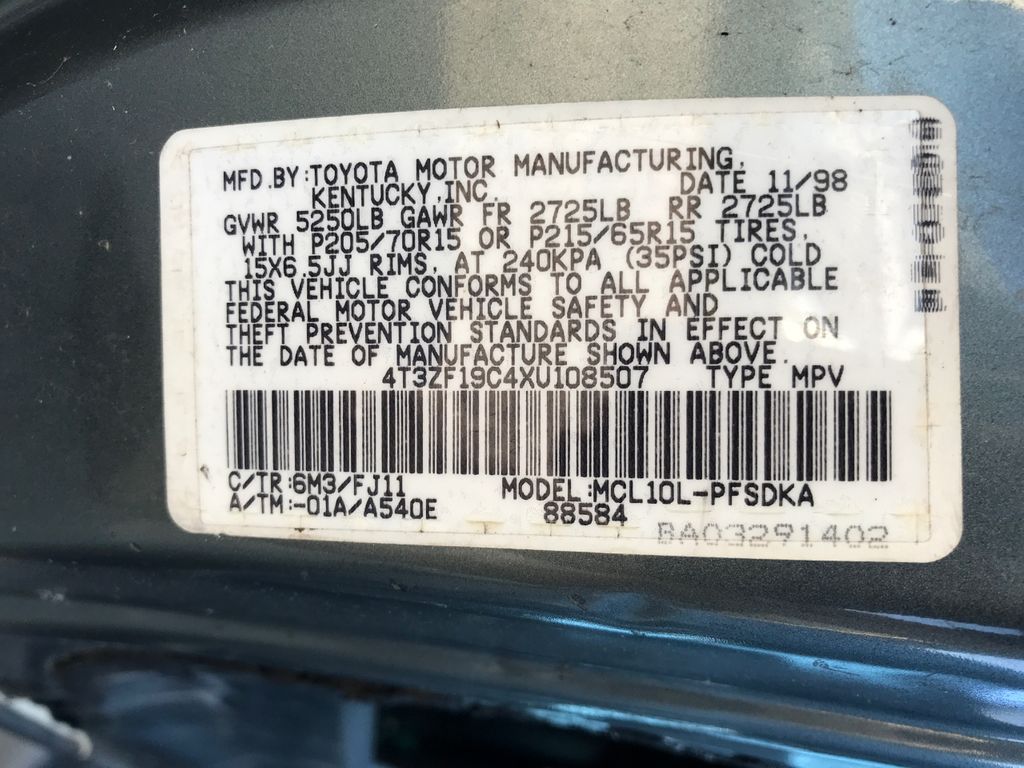 MFD.BY:TOYOTA MOTOR MANUFACTURING,
KENTUCKY,INC. DATE 11/98
GVWR 5250LB GAWR FR 2725LB RR 2725LB
WITH P205/70R15 OR P215/65R15 TIRES,
15X6.5JJ RIMS, AT 240KPA (35PSI) COLD
THIS VEHICLE CONFORMS TO ALL APPLICABLE
FEDERAL MOTOR VEHICLE SAFETY AND
THEFT PREVENTION STANDARDS IN EFFECT ON
THE DATE OF MANUFACTURE SHOWN ABOVE.
4T3ZF19C4XU108507 TYPE MPV
C/TR:6M3/FJ11 MODEL:MCL10L-PFSDKA
A/TM:-01A/A540E 88584
BA03291402